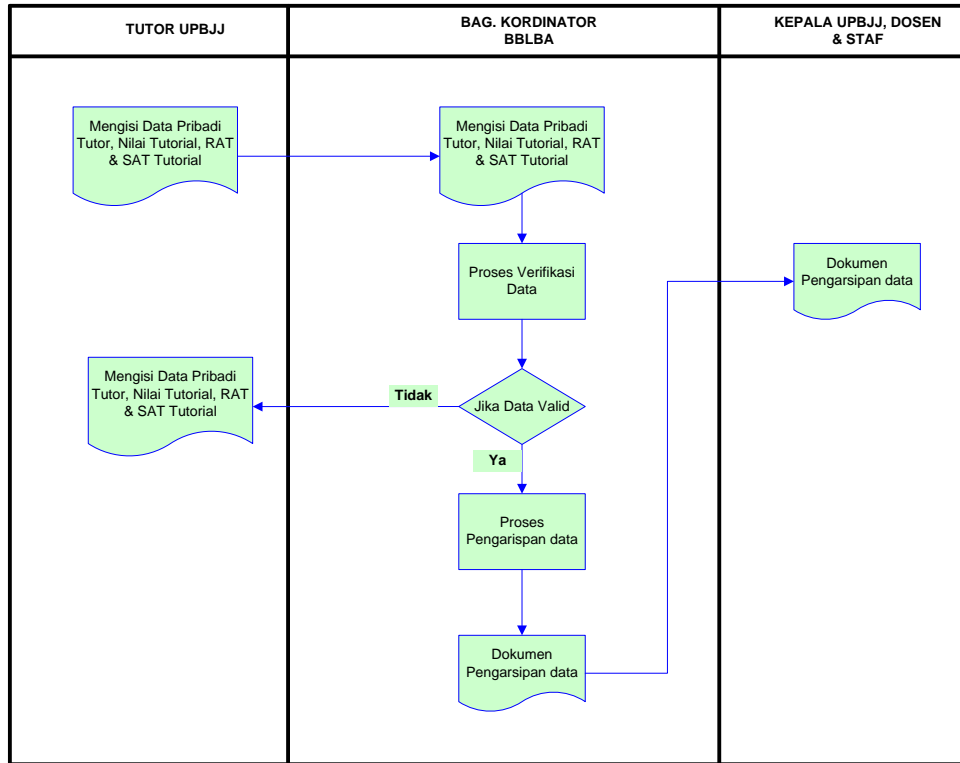 TUTOR UPBJJ
BAG. KORDINATOR
BBLBA
KEPALA UPBJJ, DOSEN
& STAF
Mengisi Data Pribadi
Tutor, Nilai Tutorial, RAT
& SAT Tutorial
Mengisi Data Pribadi
Tutor, Nilai Tutorial, RAT
& SAT Tutorial
Proses Verifikasi
Data
Dokumen
Pengarsipan data
Mengisi Data Pribadi
Tutor, Nilai Tutorial, RAT
& SAT Tutorial
Tidak
Jika Data Valid
Ya
Proses
Pengarispan data
Dokumen
Pengarsipan data